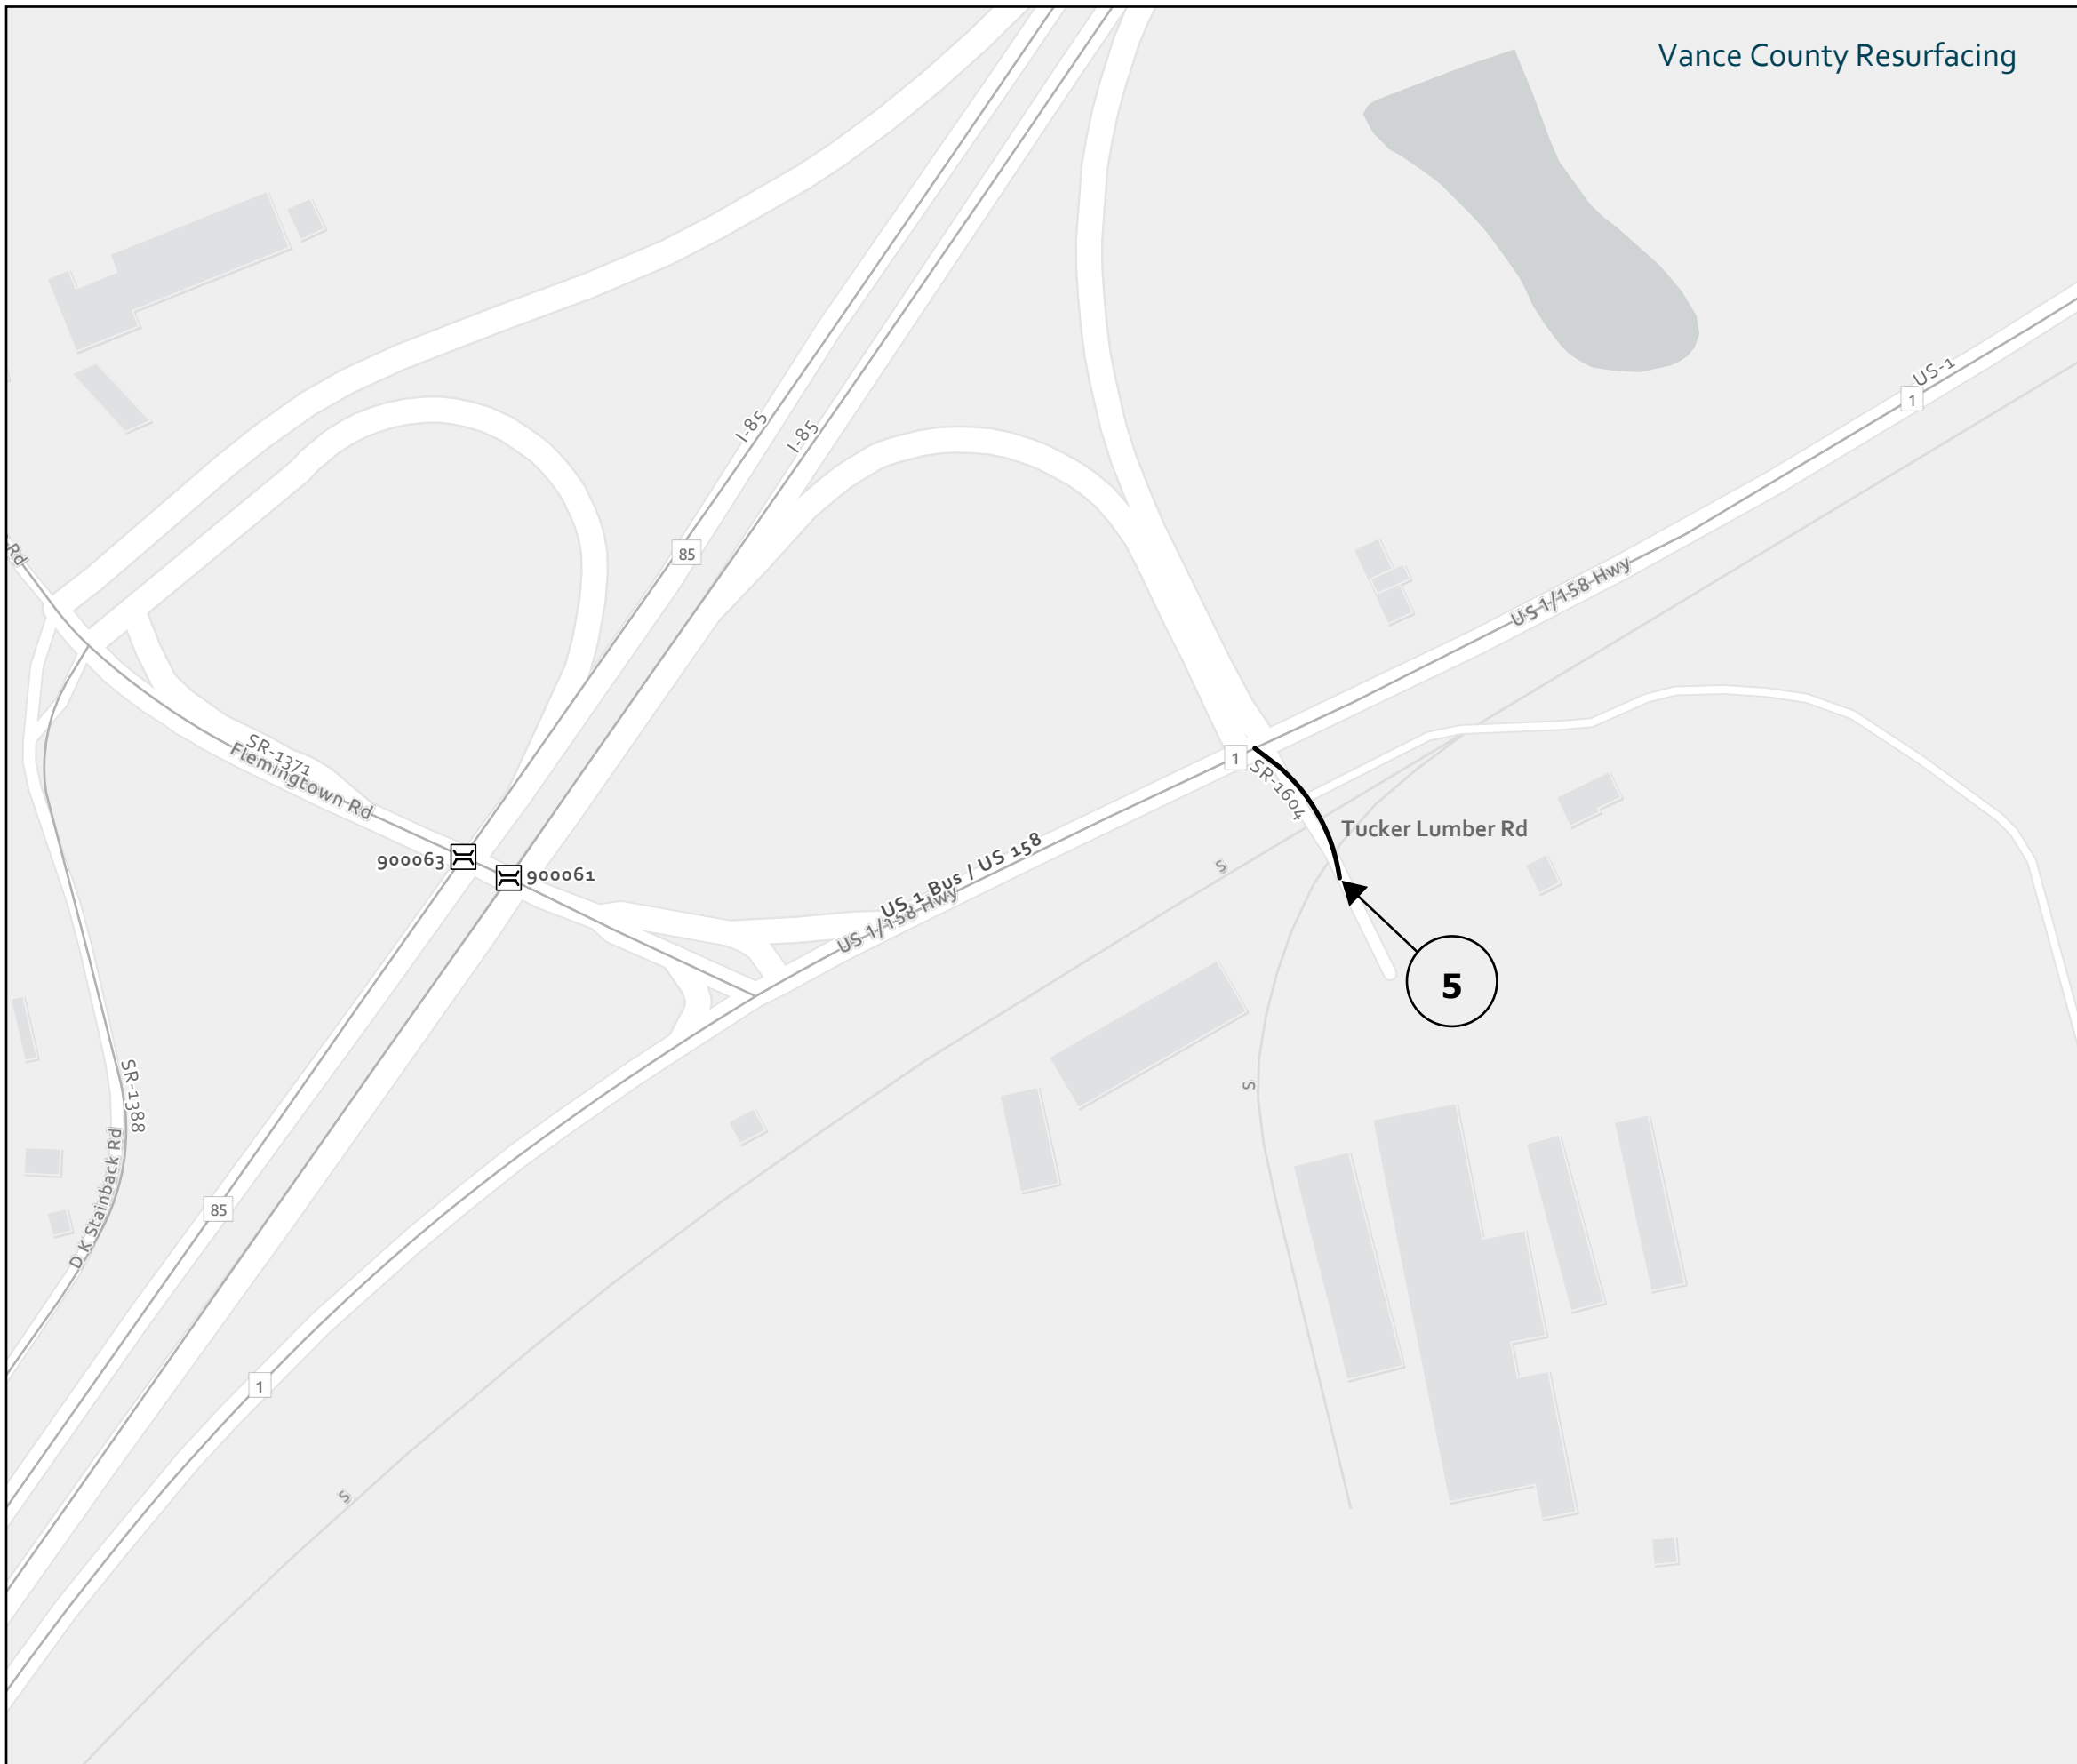 Vance County Resurfacing
US-1
1
I-85
I-85
Rd
85
US 1/158 Hwy
SR-1371
Flemingtown Rd
1
SR-1604
Tucker Lumber Rd
900063
900061
US 1 Bus / US 158
US 1/158 Hwy
S
5
SR-1388
S
D K Stainback Rd
85
1
S